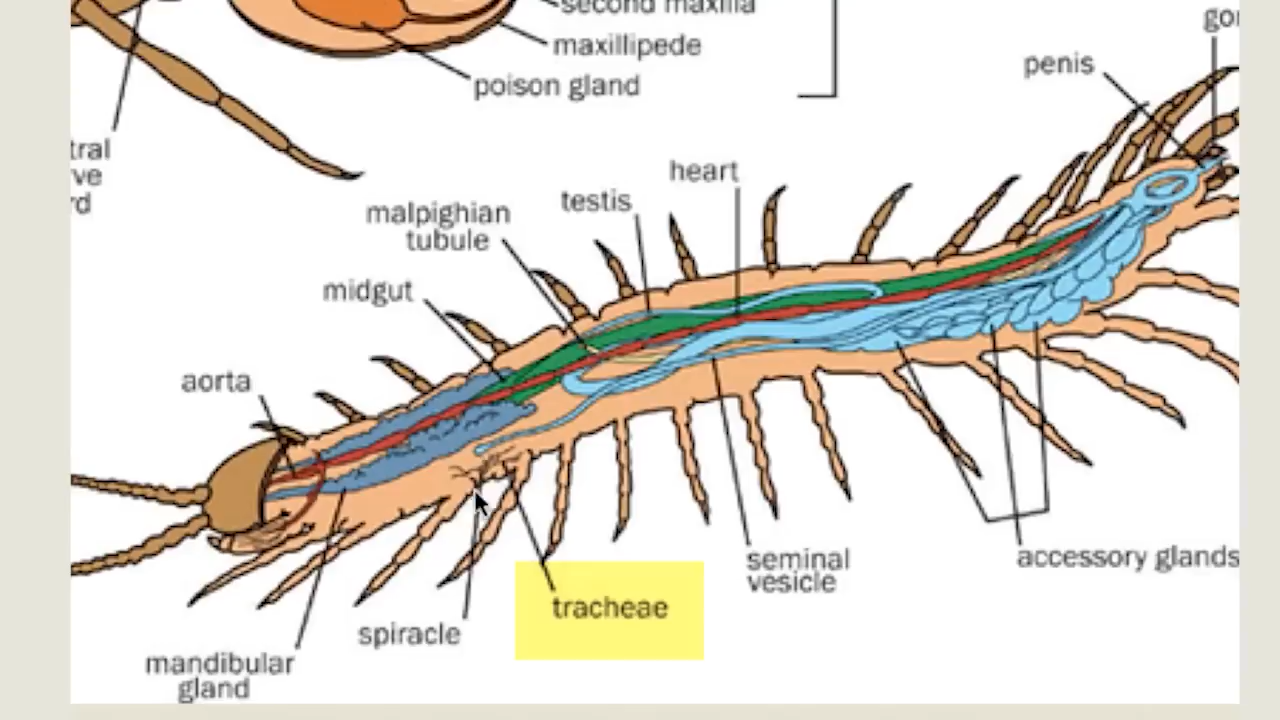 second maxilla
maxillipede
poison gland
penis
heart
testis
malpighian
tubule
midgut
aorta
seminal
vesicle
accessory glands
tracheae
spiracle
mandibular
gland